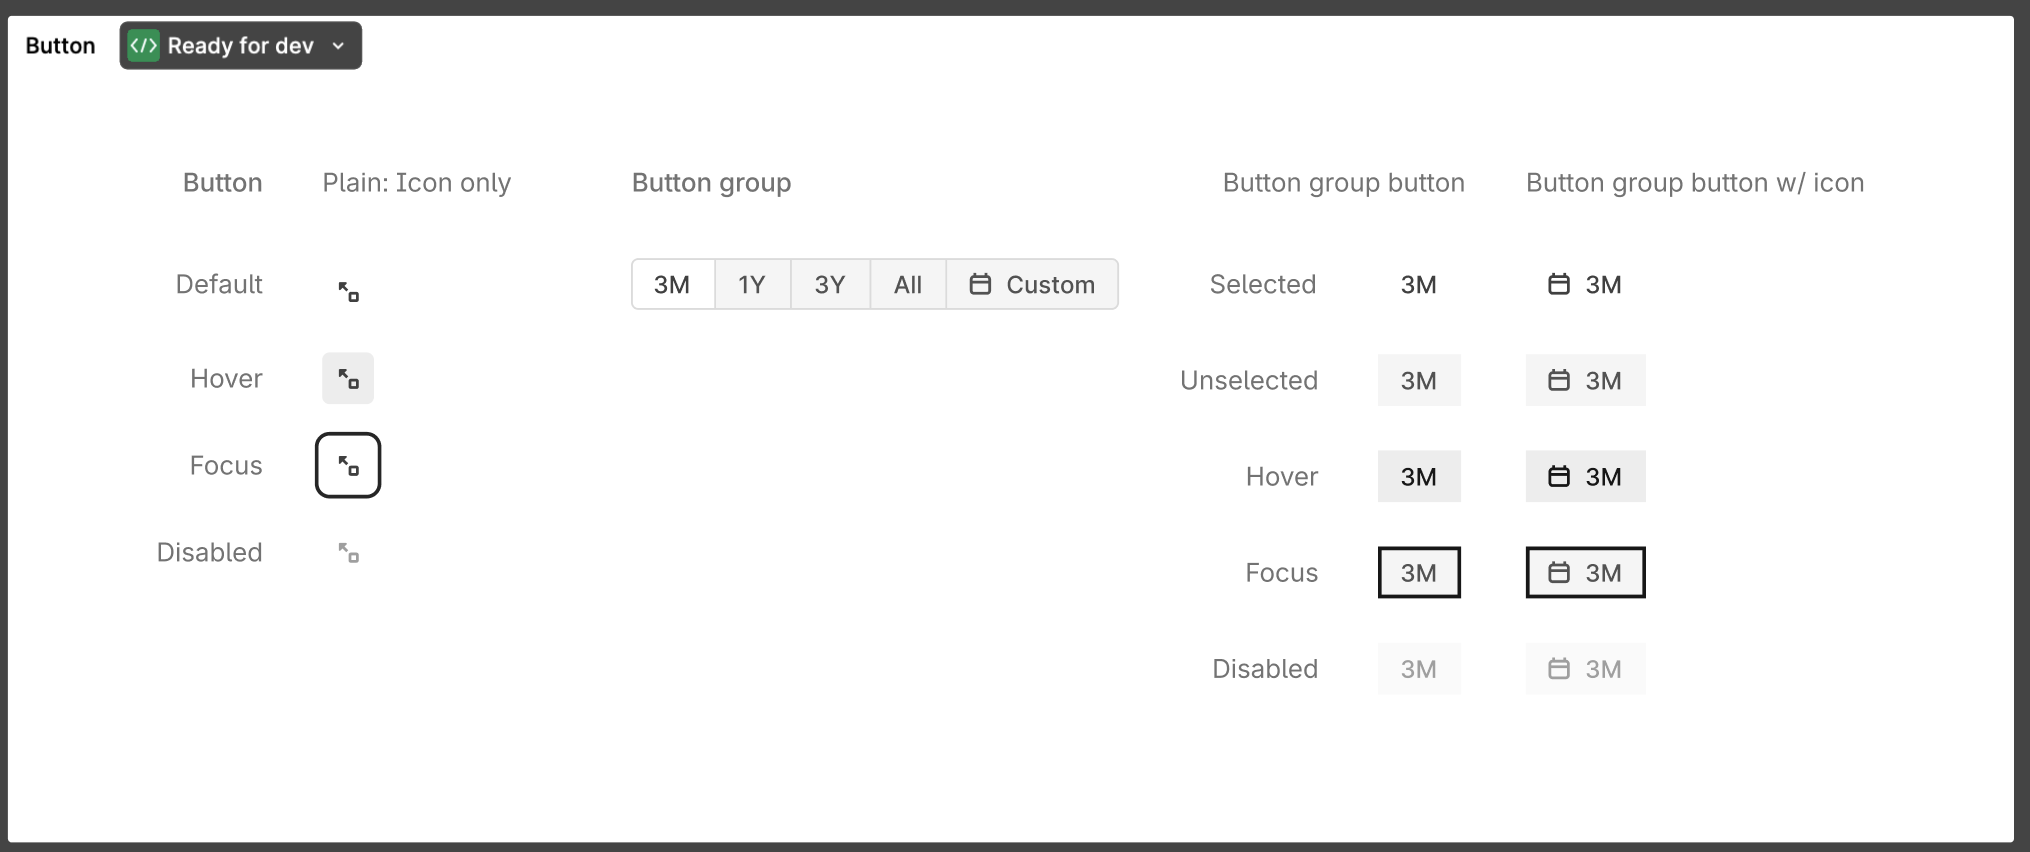 Button
</> Ready for dev
Button Plain: Icon only
Default
Hover
Focus
Disabled
Button group
3M 1Y 3Y All Custom
Button group button Button group button w/ icon
Selected 3M 3M
Unselected 3M 3M
Hover 3M 3M
Focus 3M 3M
Disabled 3M 3M